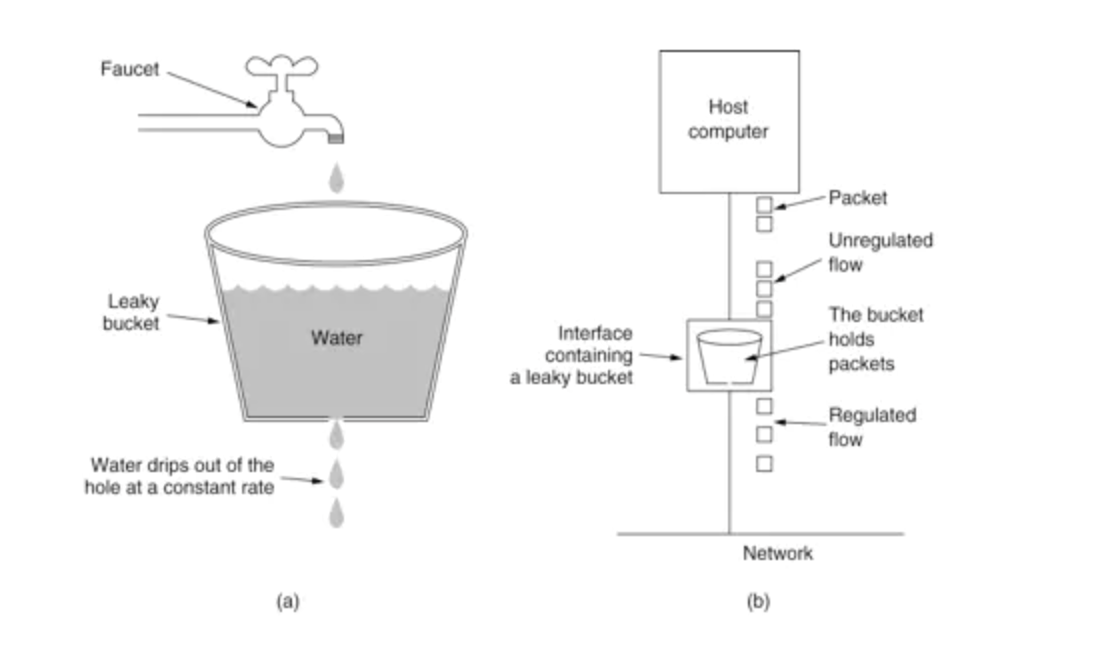 Faucet
Leaky
bucket
Water
Water drips out of the
hole at a constant rate
(a)
Host
computer
Packet
Unregulated
flow
The bucket
holds
packets
Interface
containing
a leaky bucket
Regulated
flow
Network
(b)